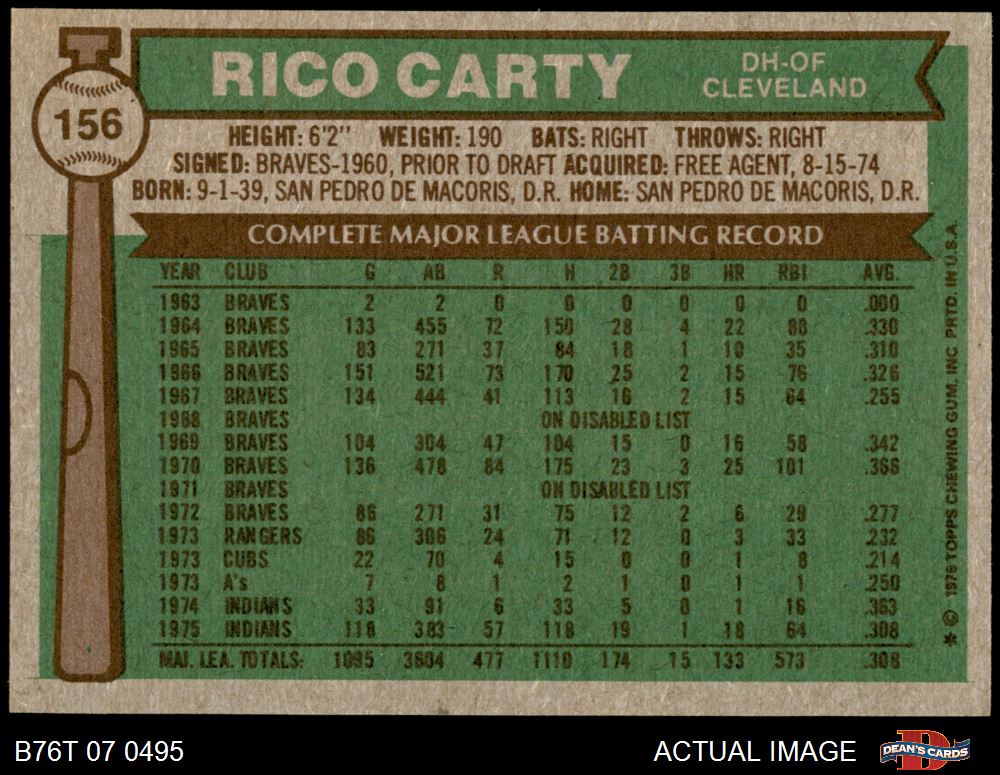 RICO CARTY
DH-OF
CLEVELAND
156
HEIGHT: 6'2" WEIGHT: 190 BATS: RIGHT THROWS: RIGHT
SIGNED: BRAVES-1960, PRIOR TO DRAFT ACQUIRED: FREE AGENT, 8-15-74
BORN: 9-1-39, SAN PEDRO DE MACORIS, D.R. HOME: SAN PEDRO DE MACORIS, D.R.
COMPLETE MAJOR LEAGUE BATTING RECORD
YEAR CLUB G AB R H 2B 3B HR RBI AVG.
1963 BRAVES 2 2 0 0 0 0 0 0 .000
1964 BRAVES 133 455 72 150 28 4 22 88 .330
1965 BRAVES 83 271 37 84 18 1 10 35 .310
1966 BRAVES 151 521 73 170 25 2 15 76 .326
1967 BRAVES 134 444 41 113 16 2 15 64 .255
1968 BRAVES ON DISABLED LIST
1969 BRAVES 104 304 47 104 15 0 16 58 .342
1970 BRAVES 136 478 84 175 23 3 25 101 .366
1971 BRAVES ON DISABLED LIST
1972 BRAVES 86 271 31 75 12 2 6 29 .277
1973 RANGERS 86 306 24 71 12 0 3 33 .232
1973 CUBS 22 70 4 15 0 0 1 8 .214
1973 A's 7 8 1 2 1 0 1 1 .250
1974 INDIANS 33 91 6 33 5 0 1 16 .363
1975 INDIANS 118 383 57 118 19 1 18 64 .308
MAJ. LEA. TOTALS: 1095 3604 477 1110 174 15 133 573 .308
* © 1976 TOPPS CHEWING GUM, INC PRTD. IN U.S.A.
B76T 07 0495
ACTUAL IMAGE
DEAN'S CARDS